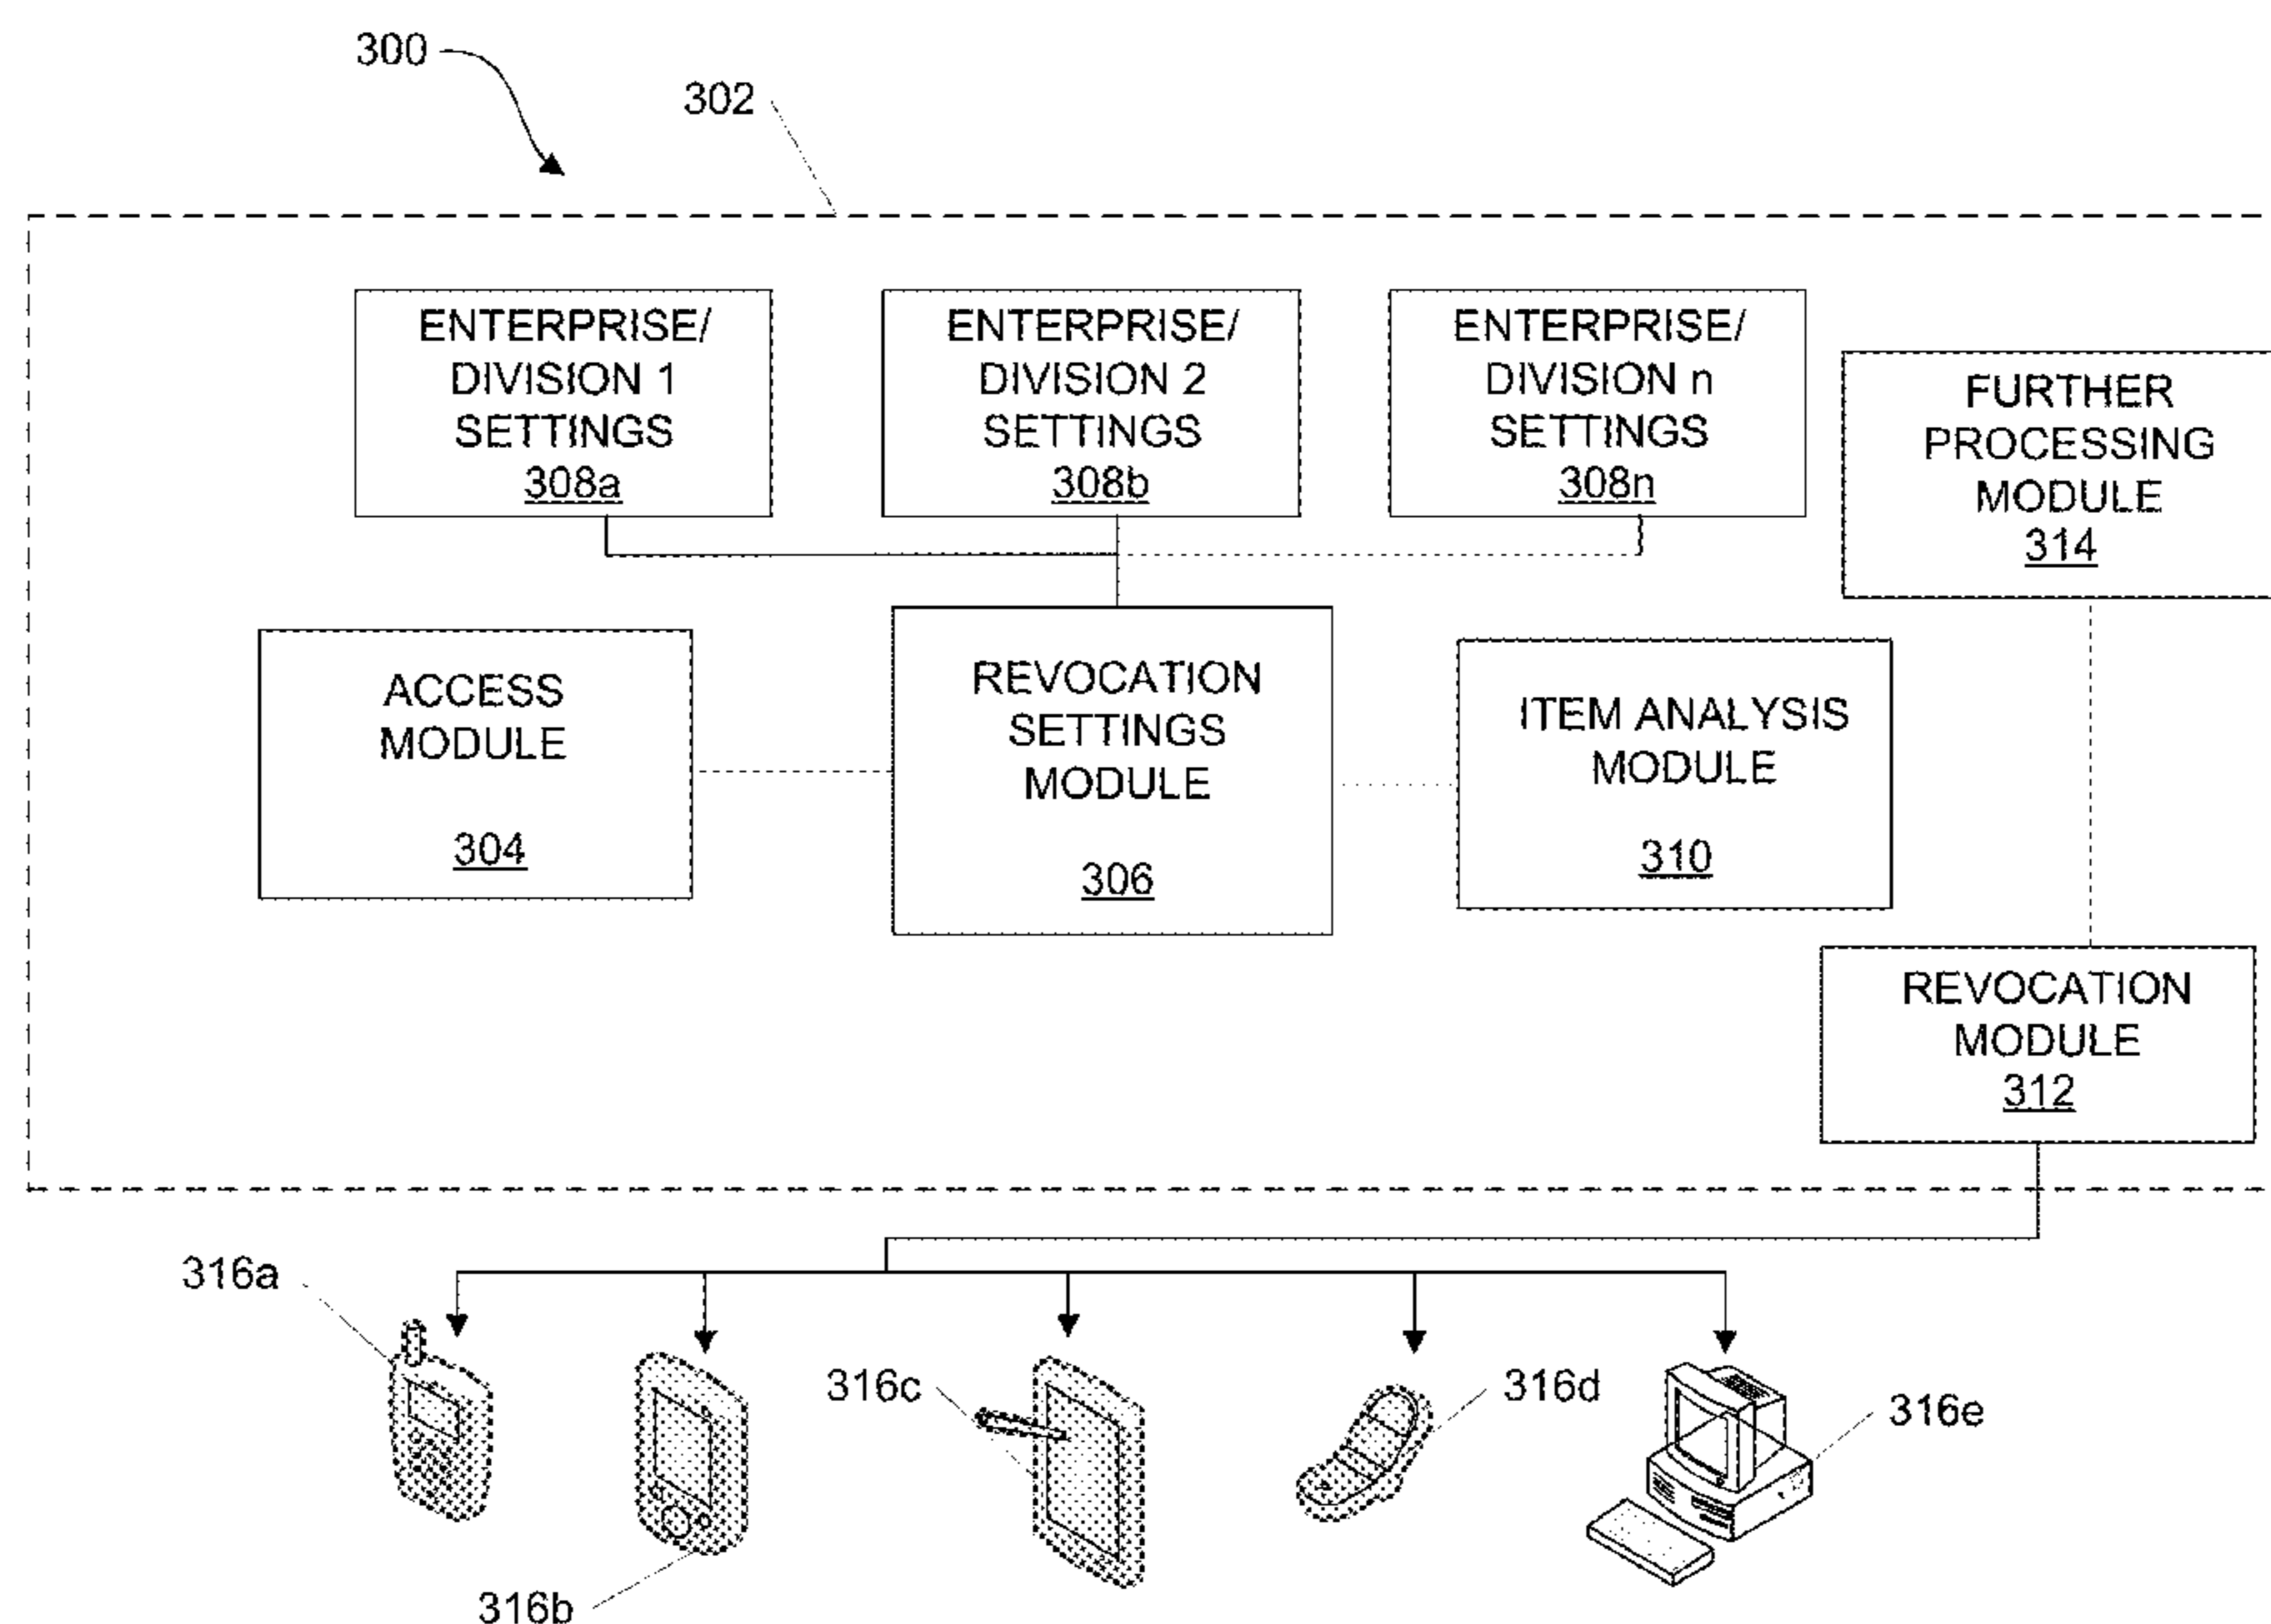 300
302
ENTERPRISE/
DIVISION 1
SETTINGS
308a
ENTERPRISE/
DIVISION 2
SETTINGS
308b
ENTERPRISE/
DIVISION n
SETTINGS
308n
FURTHER
PROCESSING
MODULE
314
ACCESS
MODULE
304
REVOCATION
SETTINGS
MODULE
306
ITEM ANALYSIS
MODULE
310
REVOCATION
MODULE
312
316a
316b
316c
316d
316e